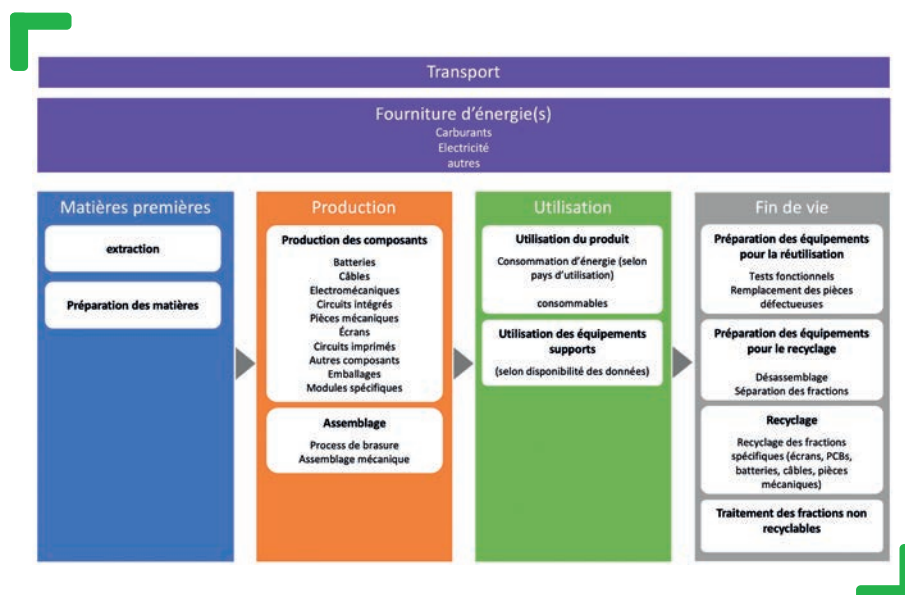 Transport
Fourniture d'énergie(s)
Carburants
Electricité
autres
Matières premières
extraction
Préparation des matières
Production
Production des composants
Batteries
Câbles
Electromécaniques
Circuits intégrés
Pièces mécaniques
Écrans
Circuits imprimés
Autres composants
Emballages
Modules spécifiques
Assemblage
Process de brasure
Assemblage mécanique
Utilisation
Utilisation du produit
Consommation d'énergie (selon
pays d'utilisation)
consommables
Utilisation des équipements
supports
(selon disponibilité des données)
Fin de vie
Préparation des équipements
pour la réutilisation
Tests fonctionnels
Remplacement des pièces
défectueuses
Préparation des équipements
pour le recyclage
Désassemblage
Séparation des fractions
Recyclage
Recyclage des fractions
spécifiques (écrans, PCBs,
batteries, câbles, pièces
mécaniques)
Traitement des fractions non
recyclables